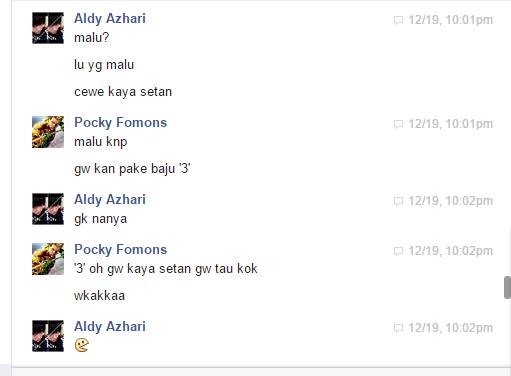 Aldy Azhari 12/19, 10:01pm
malu?
lu yg malu
cewe kaya setan
Pocky Fomons 12/19, 10:01pm
malu knp
gw kan pake baju '3'
Aldy Azhari 12/19, 10:02pm
gk nanya
Pocky Fomons 12/19, 10:02pm
'3' oh gw kaya setan gw tau kok
wkakkaa
Aldy Azhari 12/19, 10:02pm